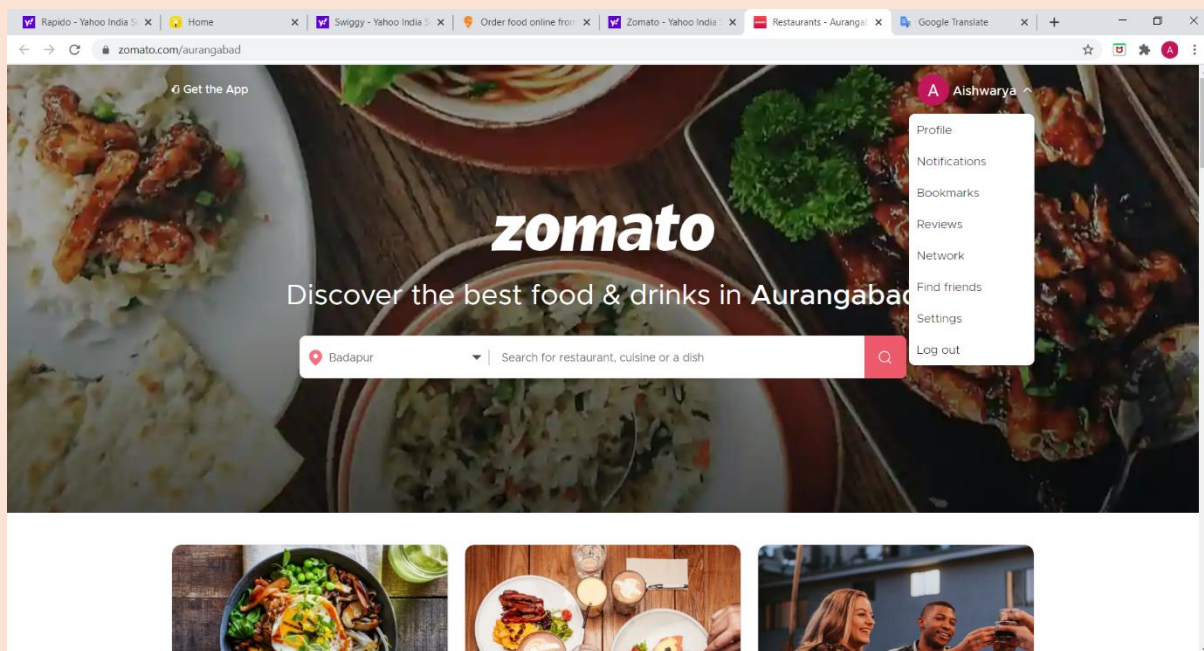 Rapido - Yahoo India S
Home
Swiggy - Yahoo India S
Order food online from
Zomato - Yahoo India S
Restaurants - Aurangab
Google Translate
zomato.com/aurangabad
A
Get the App
A Aishwarya
Profile
Notifications
Bookmarks
Reviews
Network
Find friends
Settings
Log out
zomato
Discover the best food & drinks in Aurangabad
Badapur
Search for restaurant, cuisine or a dish